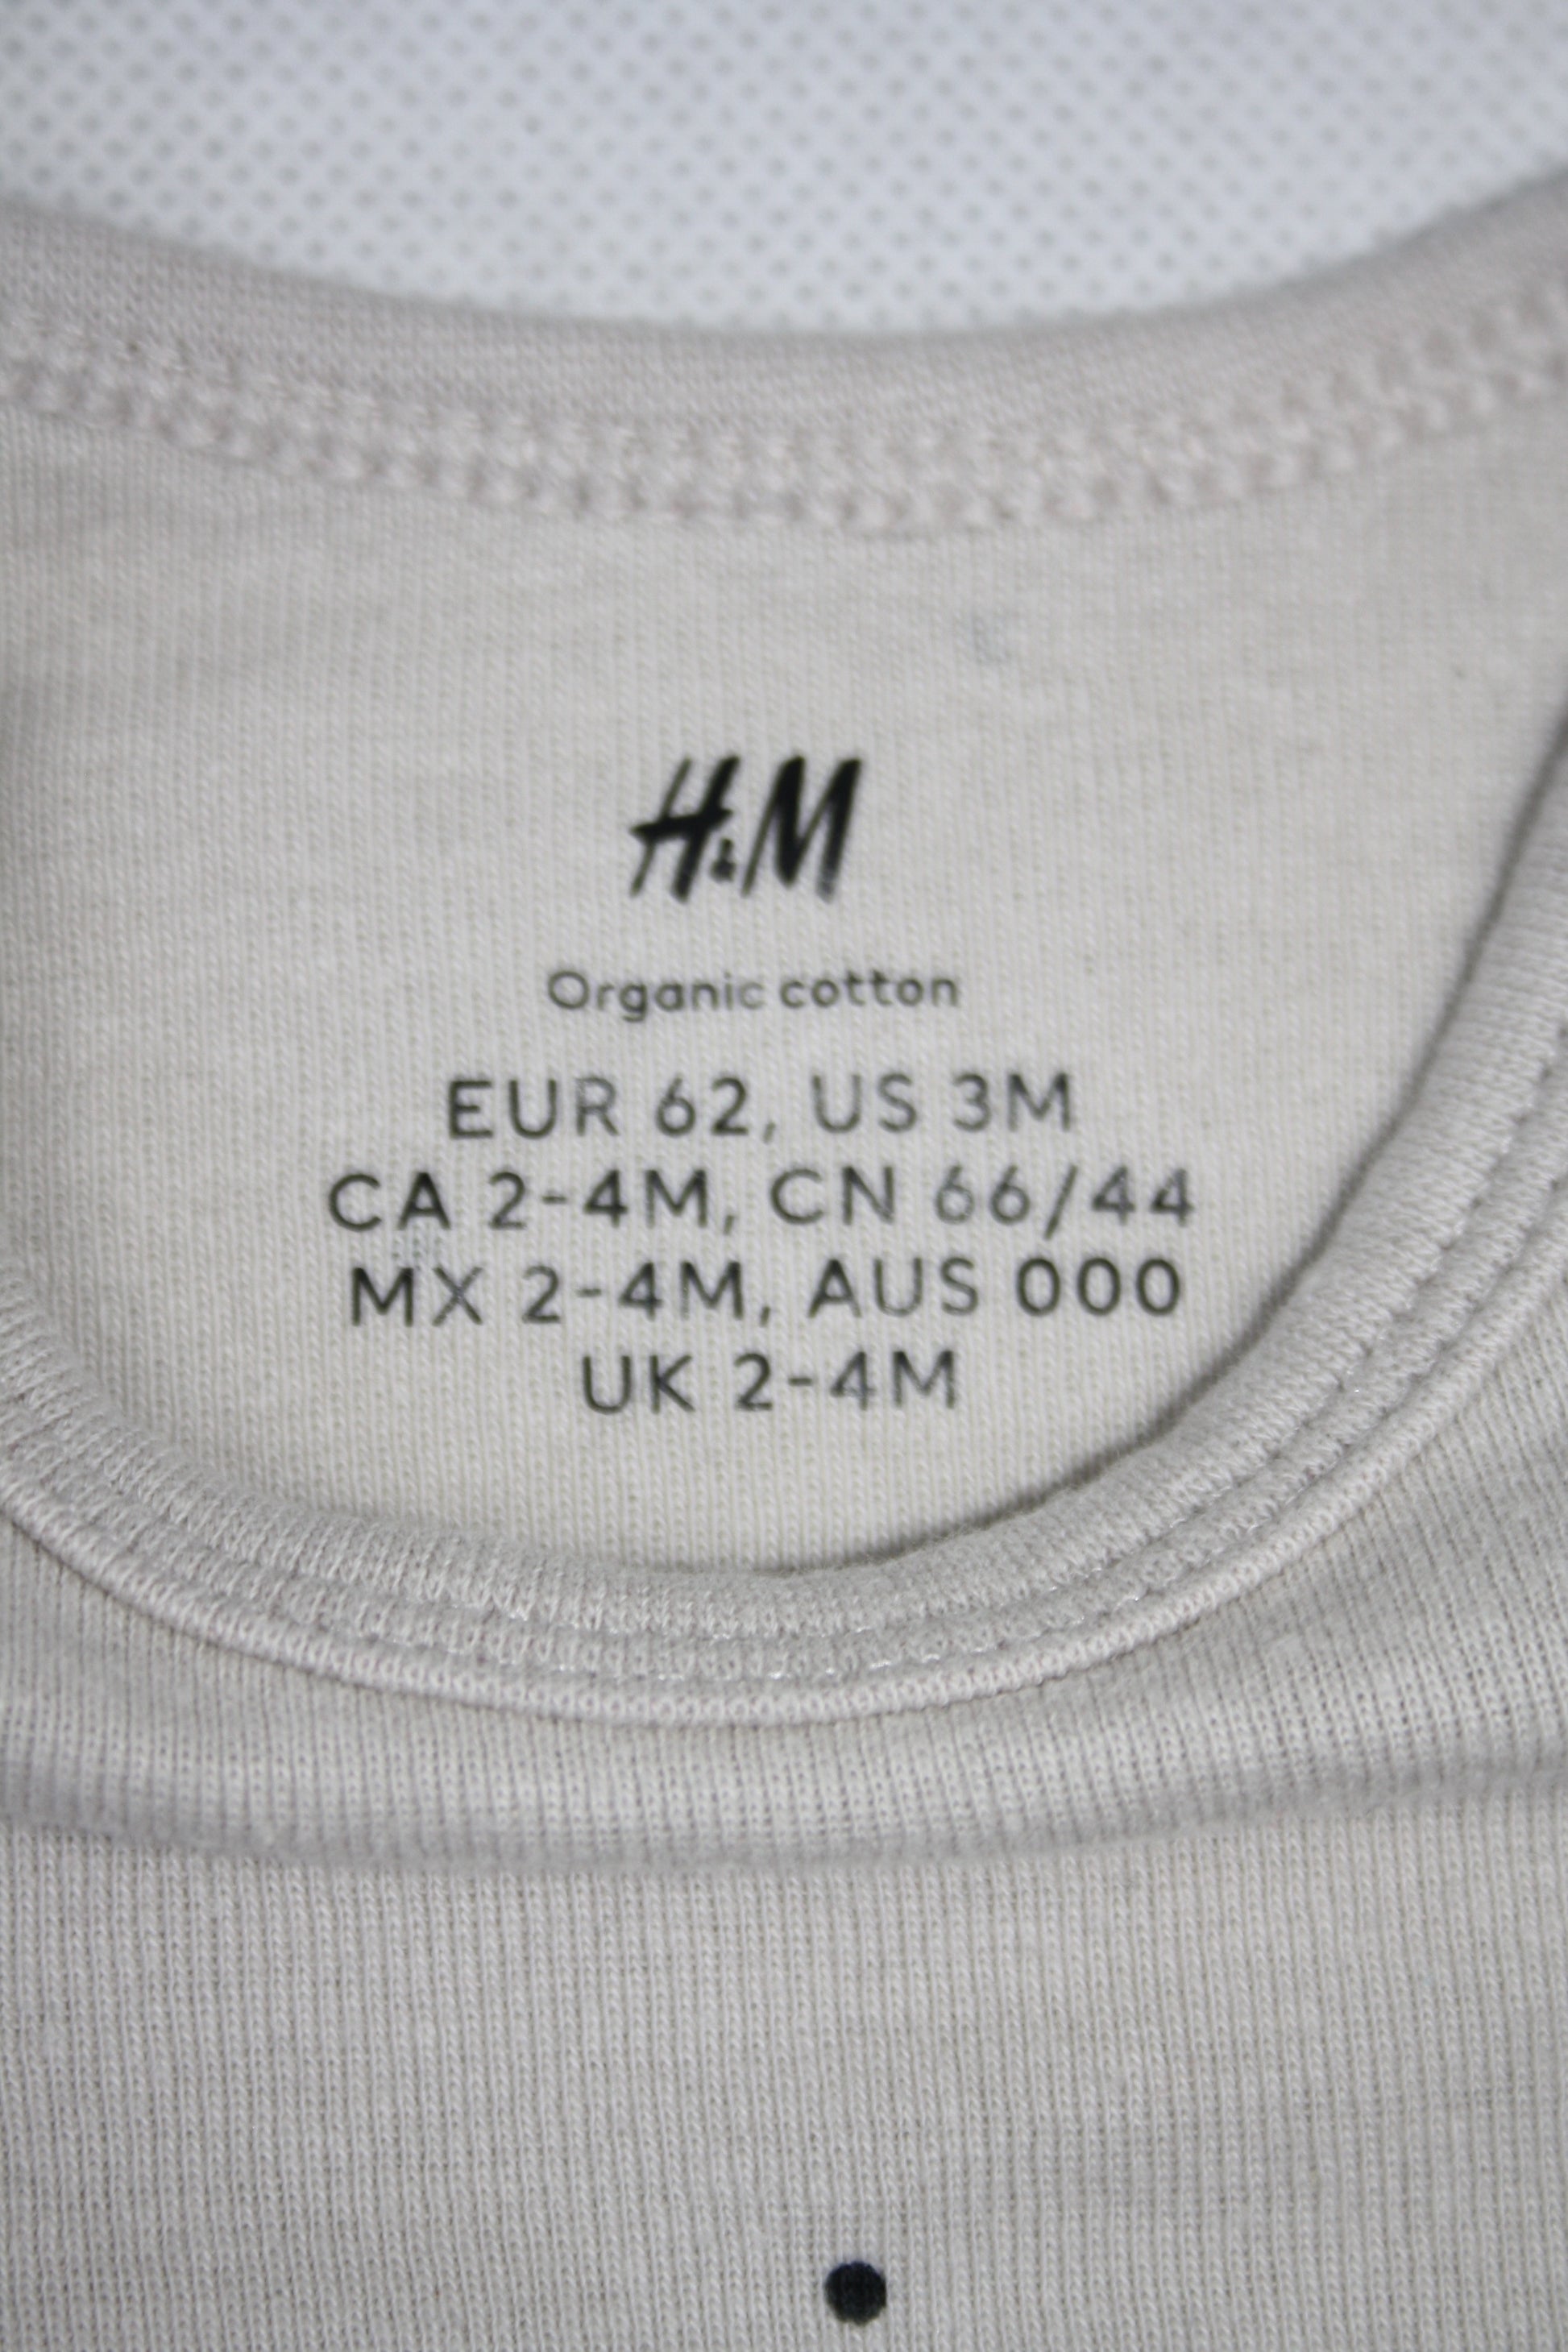 H&M
Organic cotton
EUR 62, US 3M
CA 2-4M, CN 66/44
MX 2-4M, AUS 000
UK 2-4M